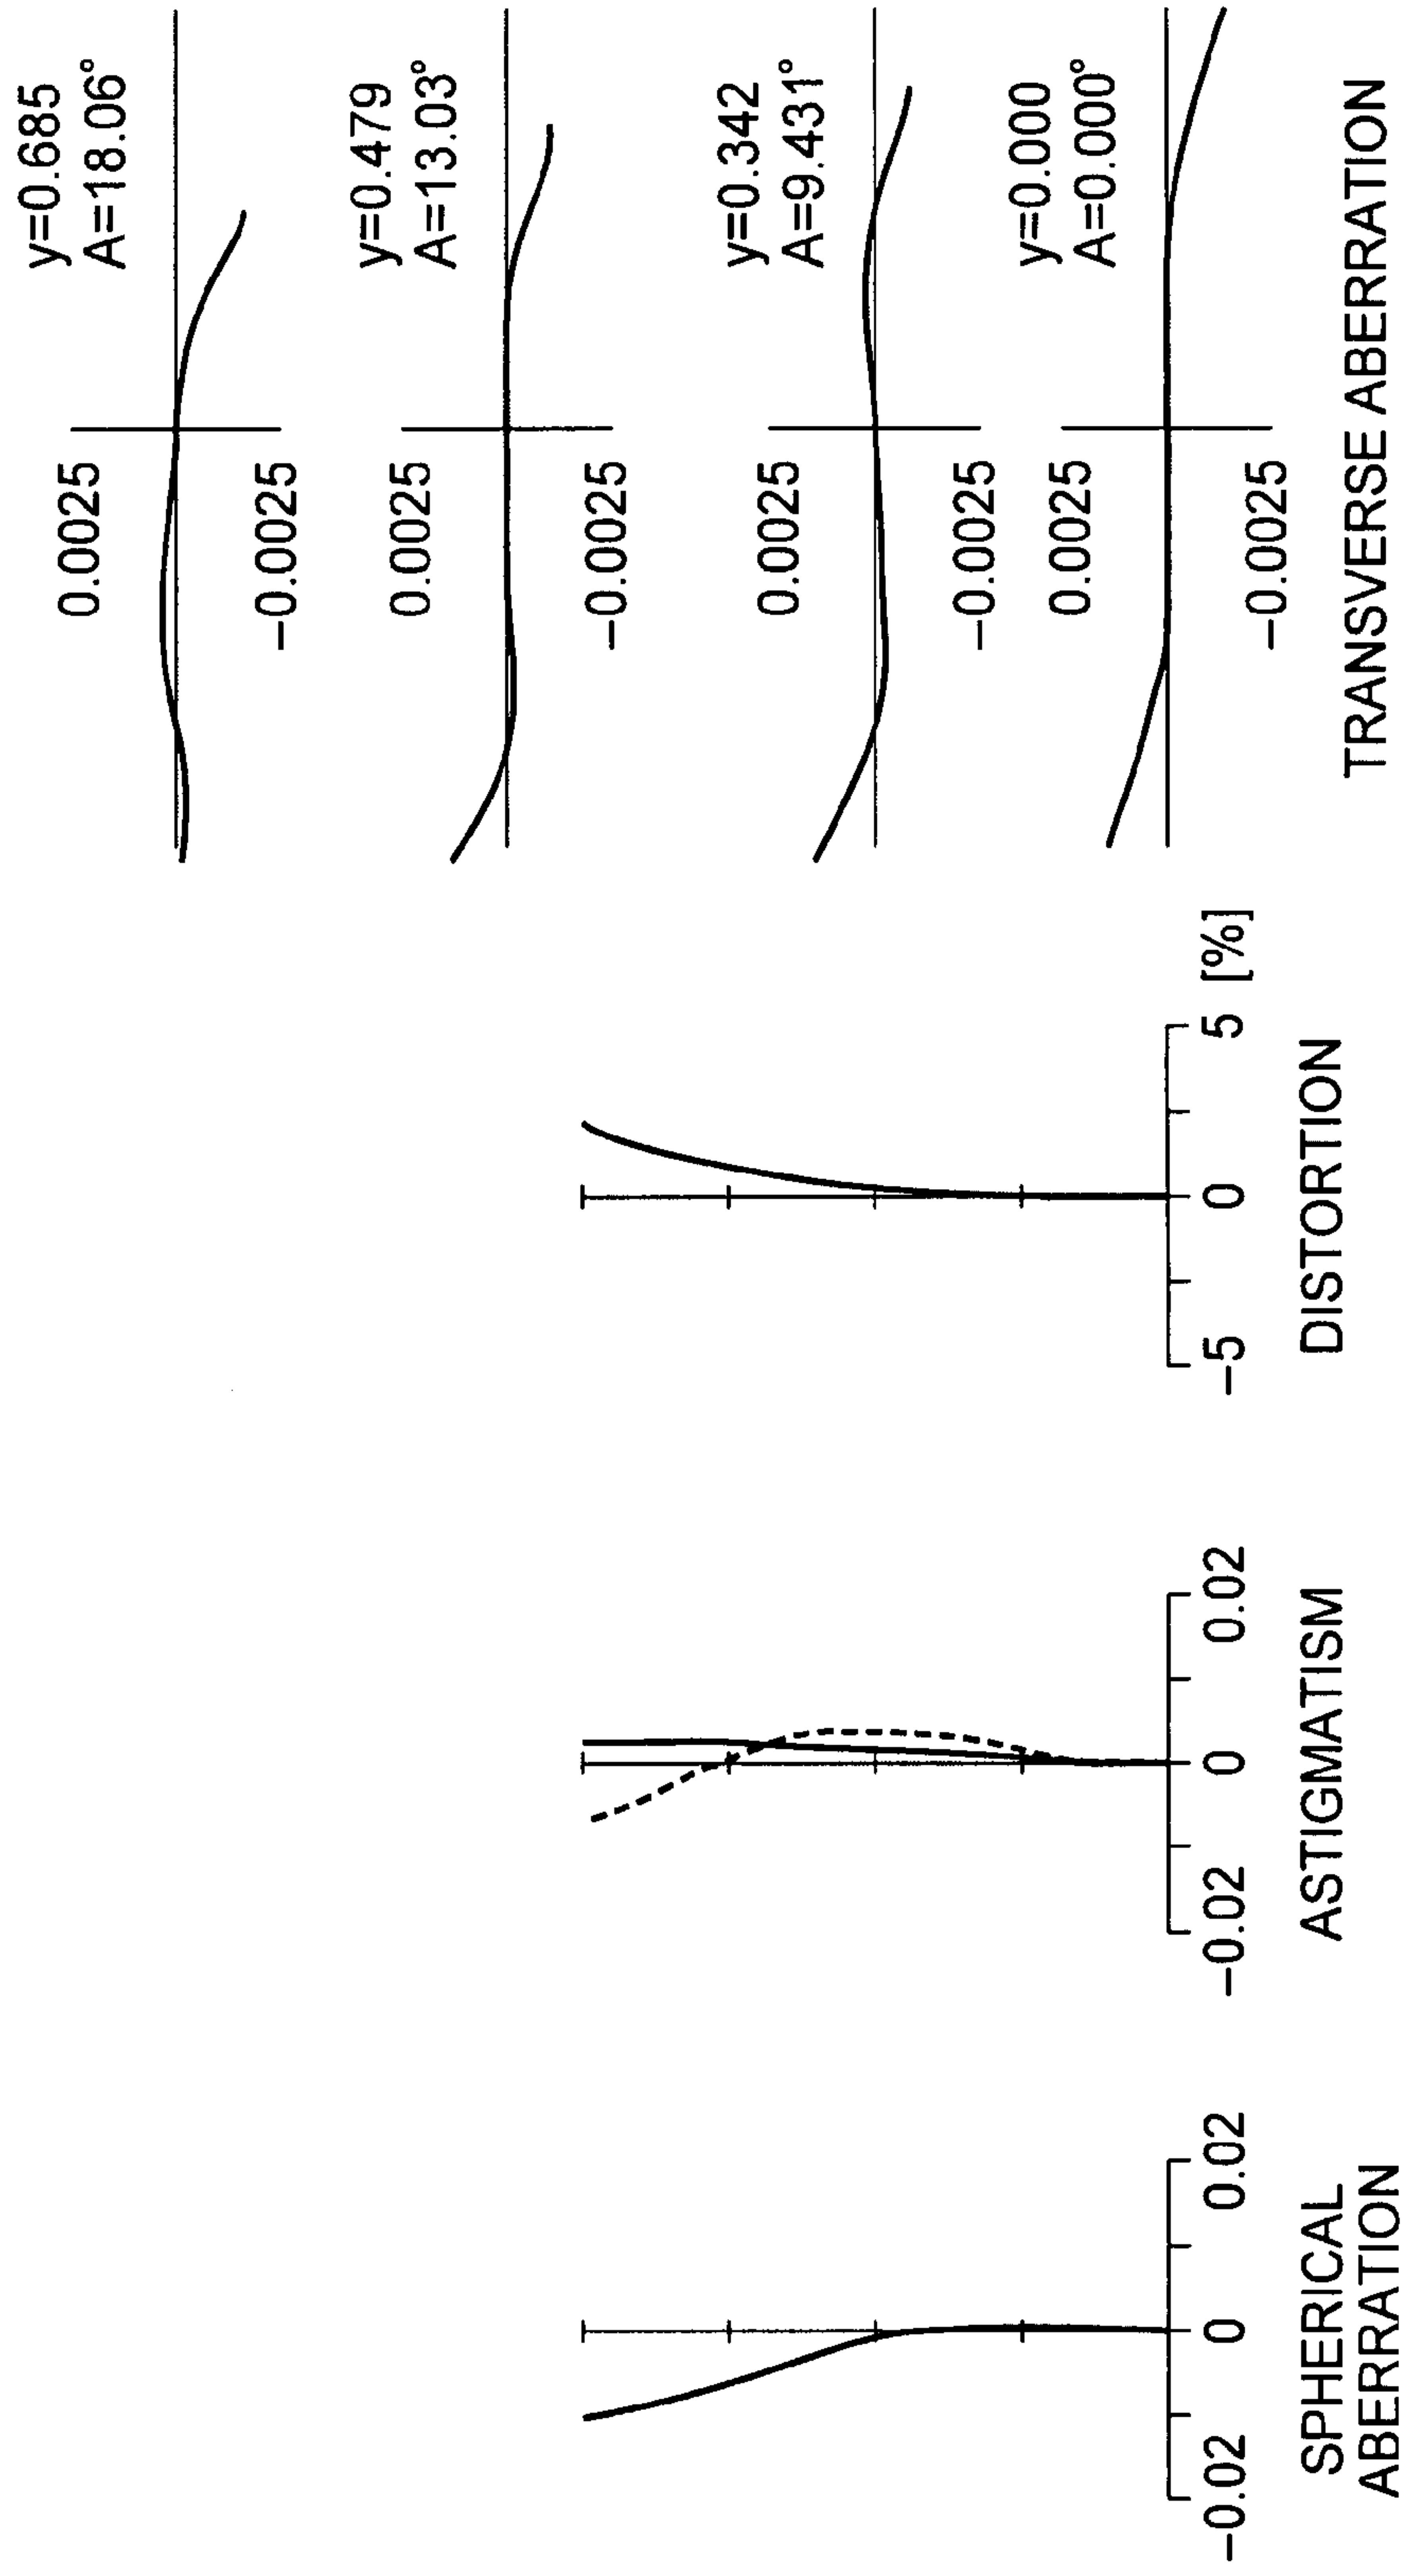 -0.02
0
0.02
SPHERICAL
ABERRATION
-0.02
0
0.02
ASTIGMATISM
-5
0
5
[%]
DISTORTION
y=0.685
A=18.06°
0.0025
-0.0025
y=0.479
A=13.03°
0.0025
-0.0025
y=0.342
A=9.431°
0.0025
-0.0025
y=0.000
A=0.000°
0.0025
-0.0025
TRANSVERSE ABERRATION